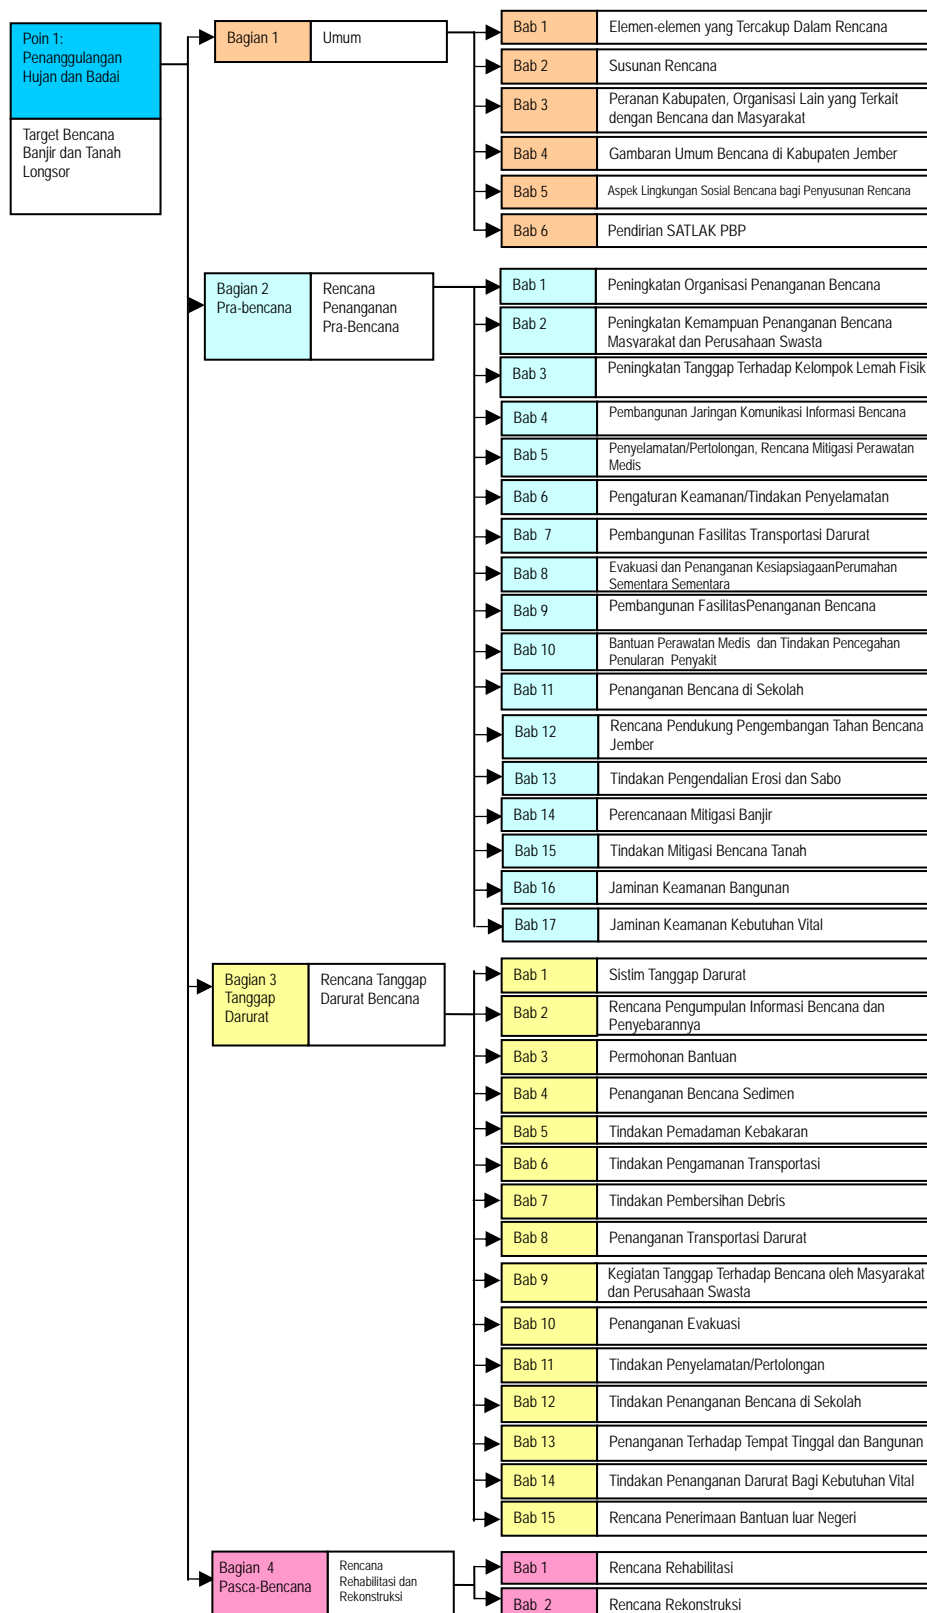 Poin 1:
Penanggulangan
Hujan dan Badai
Target Bencana
Banjir dan Tanah
Longsor
Bagian 1
Umum
Bab 1
Elemen-elemen yang Tercakup Dalam Rencana
Bab 2
Susunan Rencana
Bab 3
Peranan Kabupaten, Organisasi Lain yang Terkait
dengan Bencana dan Masyarakat
Bab 4
Gambaran Umum Bencana di Kabupaten Jember
Bab 5
Aspek Lingkungan Sosial Bencana bagi Penyusunan Rencana
Bab 6
Pendirian SATLAK PBP
Bagian 2
Pra-bencana
Rencana
Penanganan
Pra-Bencana
Bab 1
Peningkatan Organisasi Penanganan Bencana
Bab 2
Peningkatan Kemampuan Penanganan Bencana
Masyarakat dan Perusahaan Swasta
Bab 3
Peningkatan Tanggap Terhadap Kelompok Lemah Fisik
Bab 4
Pembangunan Jaringan Komunikasi Informasi Bencana
Bab 5
Penyelamatan/Pertolongan, Rencana Mitigasi Perawatan
Medis
Bab 6
Pengaturan Keamanan/Tindakan Penyelamatan
Bab 7
Pembangunan Fasilitas Transportasi Darurat
Bab 8
Evakuasi dan Penanganan KesiapsiagaanPerumahan
Sementara Sementara
Bab 9
Pembangunan FasilitasPenanganan Bencana
Bab 10
Bantuan Perawatan Medis dan Tindakan Pencegahan
Penularan Penyakit
Bab 11
Penanganan Bencana di Sekolah
Bab 12
Rencana Pendukung Pengembangan Tahan Bencana
Jember
Bab 13
Tindakan Pengendalian Erosi dan Sabo
Bab 14
Perencanaan Mitigasi Banjir
Bab 15
Tindakan Mitigasi Bencana Tanah
Bab 16
Jaminan Keamanan Bangunan
Bab 17
Jaminan Keamanan Kebutuhan Vital
Bagian 3
Tanggap
Darurat
Rencana Tanggap
Darurat Bencana
Bab 1
Sistim Tanggap Darurat
Bab 2
Rencana Pengumpulan Informasi Bencana dan
Penyebarannya
Bab 3
Permohonan Bantuan
Bab 4
Penanganan Bencana Sedimen
Bab 5
Tindakan Pemadaman Kebakaran
Bab 6
Tindakan Pengamanan Transportasi
Bab 7
Tindakan Pembersihan Debris
Bab 8
Penanganan Transportasi Darurat
Bab 9
Kegiatan Tanggap Terhadap Bencana oleh Masyarakat
dan Perusahaan Swasta
Bab 10
Penanganan Evakuasi
Bab 11
Tindakan Penyelamatan/Pertolongan
Bab 12
Tindakan Penanganan Bencana di Sekolah
Bab 13
Penanganan Terhadap Tempat Tinggal dan Bangunan
Bab 14
Tindakan Penanganan Darurat Bagi Kebutuhan Vital
Bab 15
Rencana Penerimaan Bantuan luar Negeri
Bagian 4
Pasca-Bencana
Rencana
Rehabilitasi dan
Rekonstruksi
Bab 1
Rencana Rehabilitasi
Bab 2
Rencana Rekonstruksi